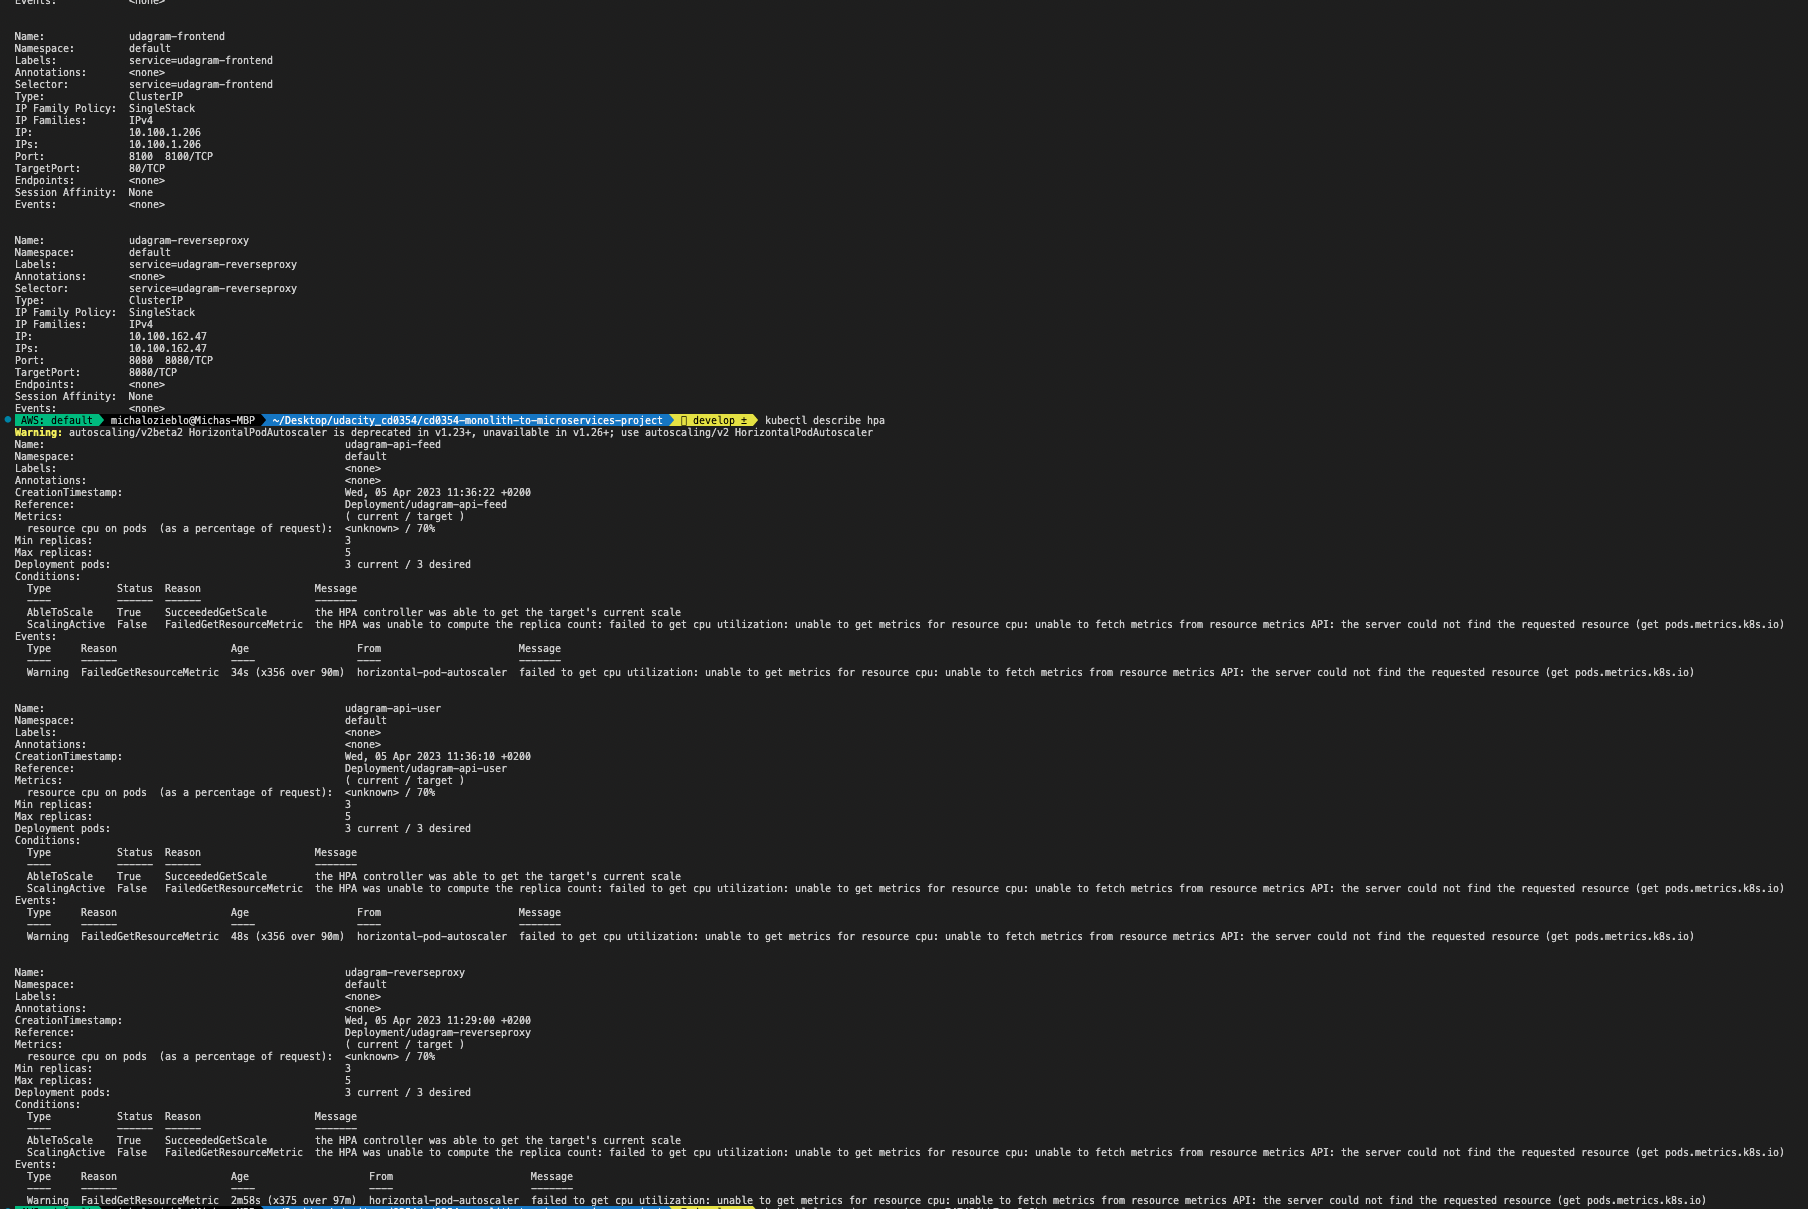 Events:             <none>
Name:              udagram-frontend
Namespace:         default
Labels:            service=udagram-frontend
Annotations:       <none>
Selector:          service=udagram-frontend
Type:              ClusterIP
IP Family Policy:  SingleStack
IP Families:       IPv4
IP:                10.100.1.206
IPs:               10.100.1.206
Port:              8100  8100/TCP
TargetPort:        80/TCP
Endpoints:         <none>
Session Affinity:  None
Events:            <none>
Name:              udagram-reverseproxy
Namespace:         default
Labels:            service=udagram-reverseproxy
Annotations:       <none>
Selector:          service=udagram-reverseproxy
Type:              ClusterIP
IP Family Policy:  SingleStack
IP Families:       IPv4
IP:                10.100.162.47
IPs:               10.100.162.47
Port:              8080  8080/TCP
TargetPort:        8080/TCP
Endpoints:         <none>
Session Affinity:  None
Events:            <none>
AWS: default michalozieblo@Michas-MBP ~/Desktop/udacity_cd0354/cd0354-monolith-to-microservices-project develop ± kubectl describe hpa
Warning: autoscaling/v2beta2 HorizontalPodAutoscaler is deprecated in v1.23+, unavailable in v1.26+; use autoscaling/v2 HorizontalPodAutoscaler
Name:                                                  udagram-api-feed
Namespace:                                             default
Labels:                                                <none>
Annotations:                                           <none>
CreationTimestamp:                                     Wed, 05 Apr 2023 11:36:22 +0200
Reference:                                             Deployment/udagram-api-feed
Metrics:                                               ( current / target )
  resource cpu on pods  (as a percentage of request):  <unknown> / 70%
Min replicas:                                          3
Max replicas:                                          5
Deployment pods:                                       3 current / 3 desired
Conditions:
  Type           Status  Reason                   Message
  ----           ------  ------                   -------
  AbleToScale    True    SucceededGetScale        the HPA controller was able to get the target's current scale
  ScalingActive  False   FailedGetResourceMetric  the HPA was unable to compute the replica count: failed to get cpu utilization: unable to get metrics for resource cpu: unable to fetch metrics from resource metrics API: the server could not find the requested resource (get pods.metrics.k8s.io)
Events:
  Type     Reason                   Age                  From                       Message
  ----     ------                   ----                 ----                       -------
  Warning  FailedGetResourceMetric  34s (x356 over 90m)  horizontal-pod-autoscaler  failed to get cpu utilization: unable to get metrics for resource cpu: unable to fetch metrics from resource metrics API: the server could not find the requested resource (get pods.metrics.k8s.io)
Name:                                                  udagram-api-user
Namespace:                                             default
Labels:                                                <none>
Annotations:                                           <none>
CreationTimestamp:                                     Wed, 05 Apr 2023 11:36:10 +0200
Reference:                                             Deployment/udagram-api-user
Metrics:                                               ( current / target )
  resource cpu on pods  (as a percentage of request):  <unknown> / 70%
Min replicas:                                          3
Max replicas:                                          5
Deployment pods:                                       3 current / 3 desired
Conditions:
  Type           Status  Reason                   Message
  ----           ------  ------                   -------
  AbleToScale    True    SucceededGetScale        the HPA controller was able to get the target's current scale
  ScalingActive  False   FailedGetResourceMetric  the HPA was unable to compute the replica count: failed to get cpu utilization: unable to get metrics for resource cpu: unable to fetch metrics from resource metrics API: the server could not find the requested resource (get pods.metrics.k8s.io)
Events:
  Type     Reason                   Age                  From                       Message
  ----     ------                   ----                 ----                       -------
  Warning  FailedGetResourceMetric  48s (x356 over 90m)  horizontal-pod-autoscaler  failed to get cpu utilization: unable to get metrics for resource cpu: unable to fetch metrics from resource metrics API: the server could not find the requested resource (get pods.metrics.k8s.io)
Name:                                                  udagram-reverseproxy
Namespace:                                             default
Labels:                                                <none>
Annotations:                                           <none>
CreationTimestamp:                                     Wed, 05 Apr 2023 11:29:00 +0200
Reference:                                             Deployment/udagram-reverseproxy
Metrics:                                               ( current / target )
  resource cpu on pods  (as a percentage of request):  <unknown> / 70%
Min replicas:                                          3
Max replicas:                                          5
Deployment pods:                                       3 current / 3 desired
Conditions:
  Type           Status  Reason                   Message
  ----           ------  ------                   -------
  AbleToScale    True    SucceededGetScale        the HPA controller was able to get the target's current scale
  ScalingActive  False   FailedGetResourceMetric  the HPA was unable to compute the replica count: failed to get cpu utilization: unable to get metrics for resource cpu: unable to fetch metrics from resource metrics API: the server could not find the requested resource (get pods.metrics.k8s.io)
Events:
  Type     Reason                   Age                    From                       Message
  ----     ------                   ----                   ----                       -------
  Warning  FailedGetResourceMetric  2m58s (x375 over 97m)  horizontal-pod-autoscaler  failed to get cpu utilization: unable to get metrics for resource cpu: unable to fetch metrics from resource metrics API: the server could not find the requested resource (get pods.metrics.k8s.io)